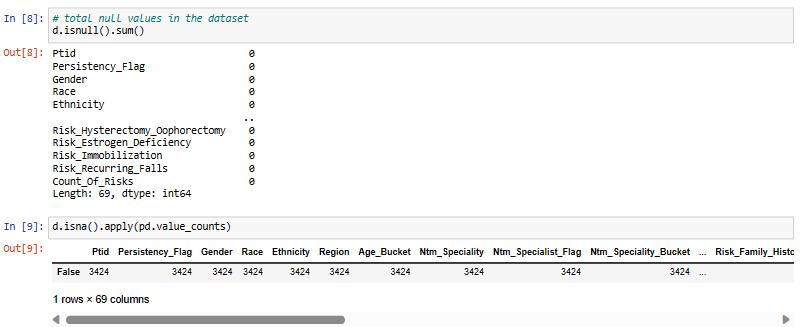 In [8]: # total null values in the dataset
d.isnull().sum()
Out[8]: Ptid 0
Persistency_Flag 0
Gender 0
Race 0
Ethnicity 0
..
Risk_Hysterectomy_Oophorectomy 0
Risk_Estrogen_Deficiency 0
Risk_Immobilization 0
Risk_Recurring_Falls 0
Count_Of_Risks 0
Length: 69, dtype: int64
In [9]: d.isna().apply(pd.value_counts)
Out[9]:
Ptid Persistency_Flag Gender Race Ethnicity Region Age_Bucket Ntm_Speciality Ntm_Specialist_Flag Ntm_Speciality_Bucket ... Risk_Family_Histo
False 3424 3424 3424 3424 3424 3424 3424 3424 3424 3424 ...
1 rows × 69 columns